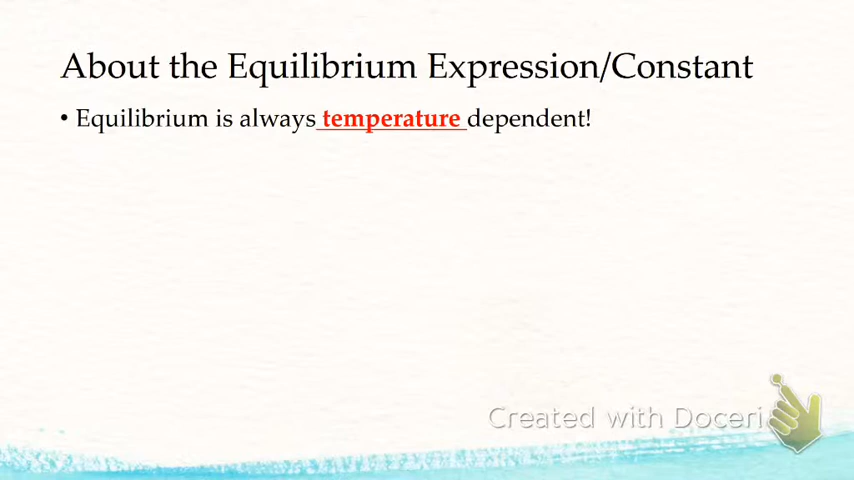 About the Equilibrium Expression/Constant
• Equilibrium is always temperature dependent!
Created with Doceri